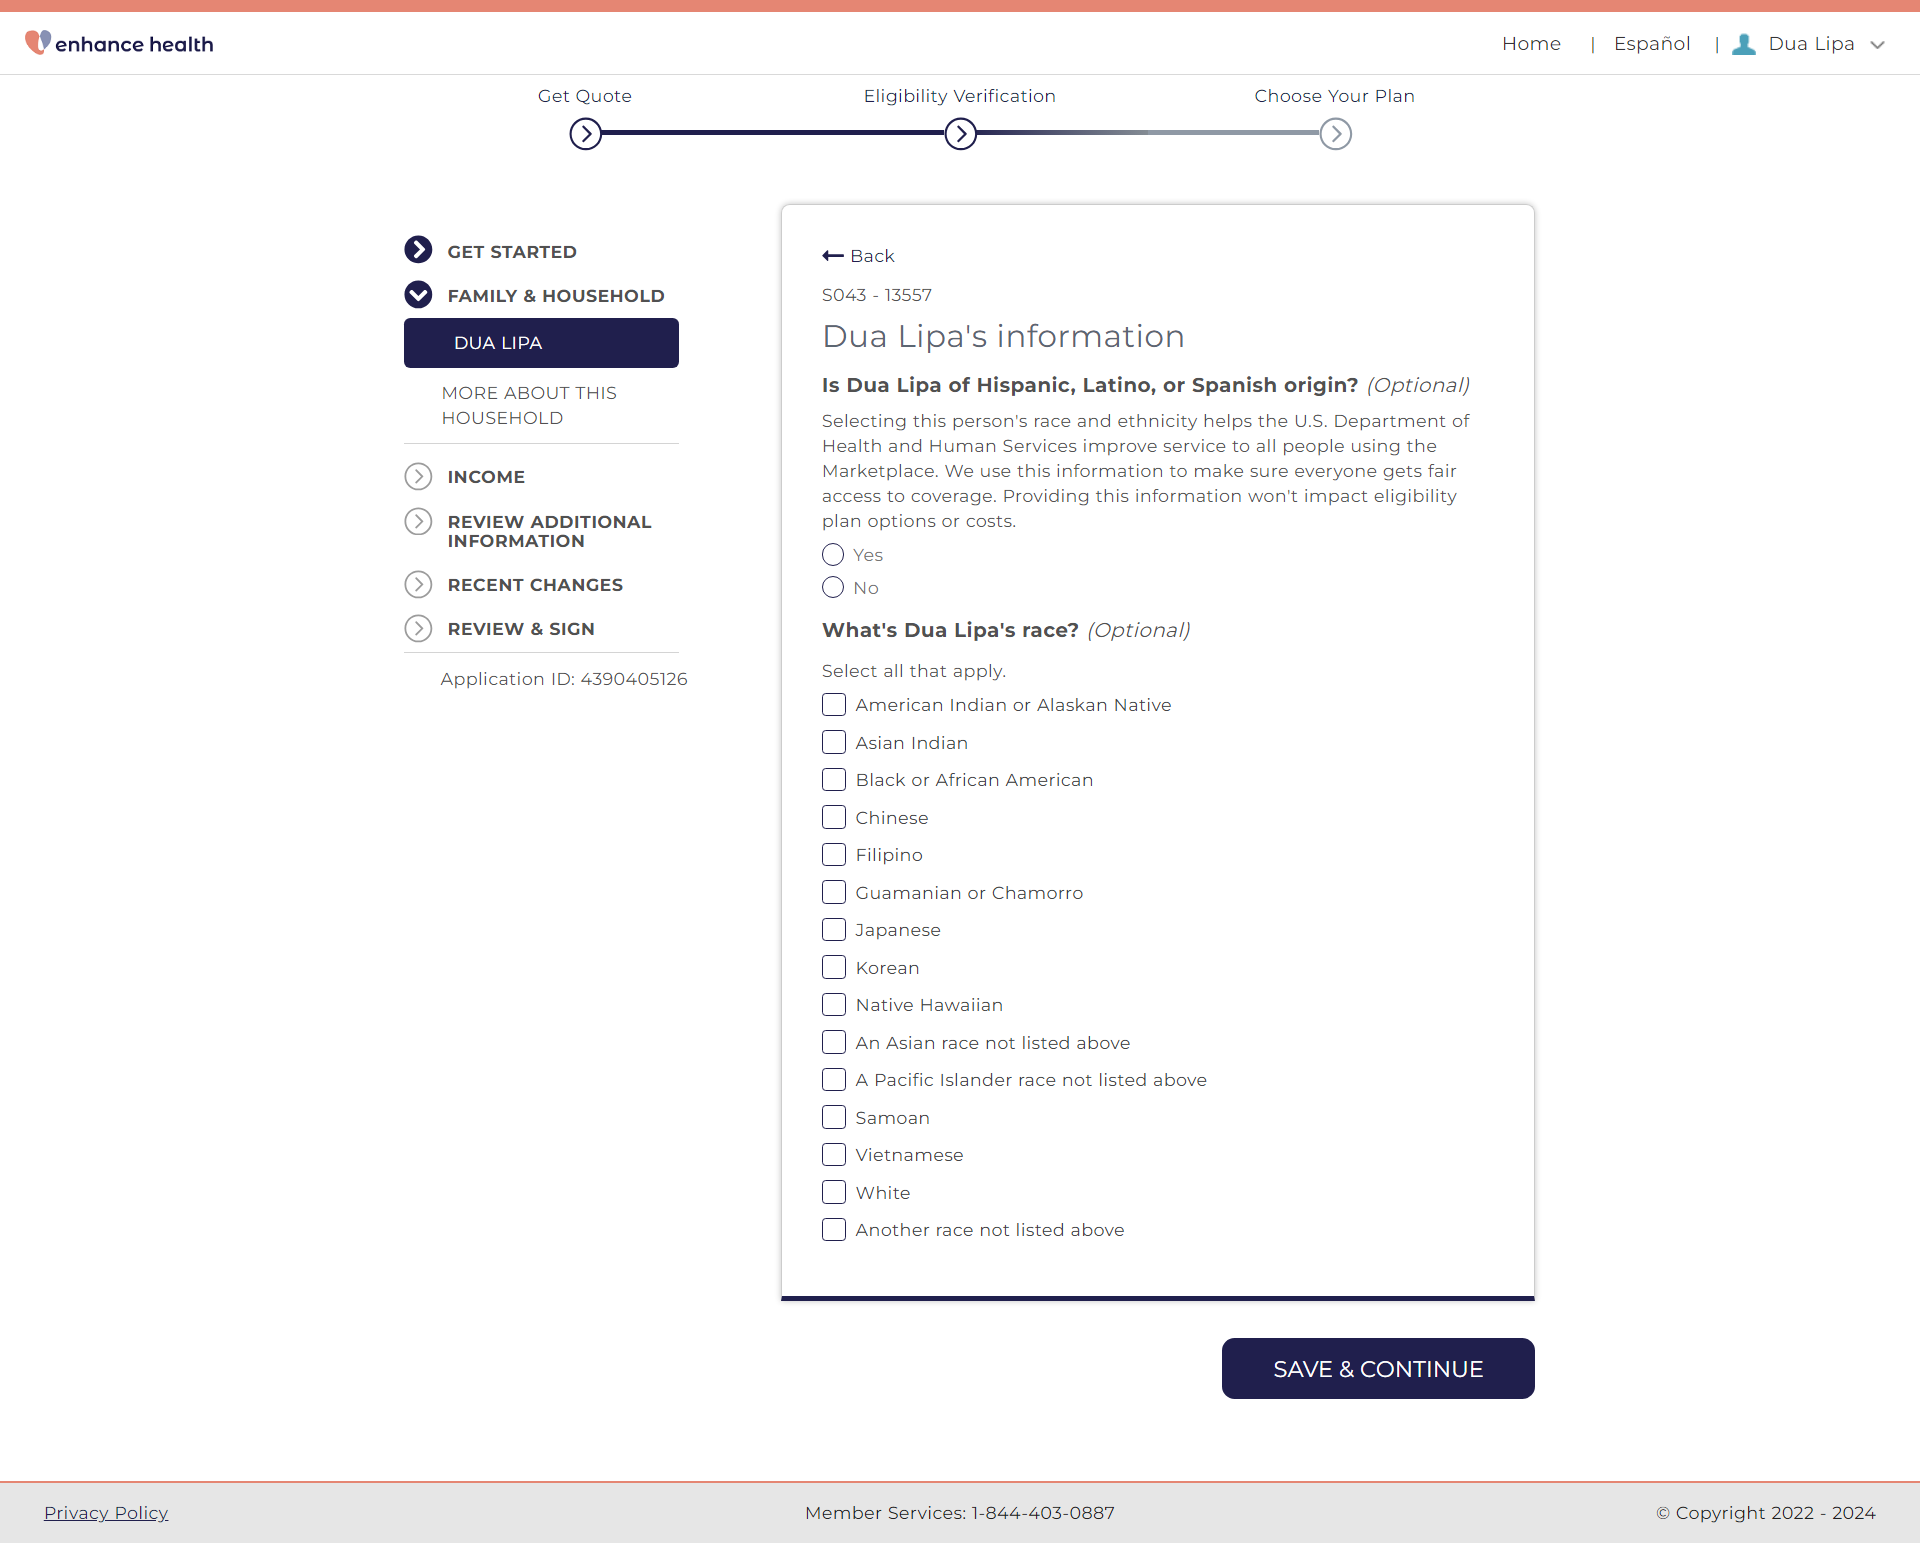 enhance health
Home | Español | Dua Lipa
Get Quote
Eligibility Verification
Choose Your Plan
GET STARTED
FAMILY & HOUSEHOLD
DUA LIPA
MORE ABOUT THIS
HOUSEHOLD
INCOME
REVIEW ADDITIONAL
INFORMATION
RECENT CHANGES
REVIEW & SIGN
Application ID: 4390405126
Back
S043 - 13557
Dua Lipa's information
Is Dua Lipa of Hispanic, Latino, or Spanish origin? (Optional)
Selecting this person's race and ethnicity helps the U.S. Department of
Health and Human Services improve service to all people using the
Marketplace. We use this information to make sure everyone gets fair
access to coverage. Providing this information won't impact eligibility
plan options or costs.
Yes
No
What's Dua Lipa's race? (Optional)
Select all that apply.
American Indian or Alaskan Native
Asian Indian
Black or African American
Chinese
Filipino
Guamanian or Chamorro
Japanese
Korean
Native Hawaiian
An Asian race not listed above
A Pacific Islander race not listed above
Samoan
Vietnamese
White
Another race not listed above
SAVE & CONTINUE
Privacy Policy
Member Services: 1-844-403-0887
© Copyright 2022 - 2024